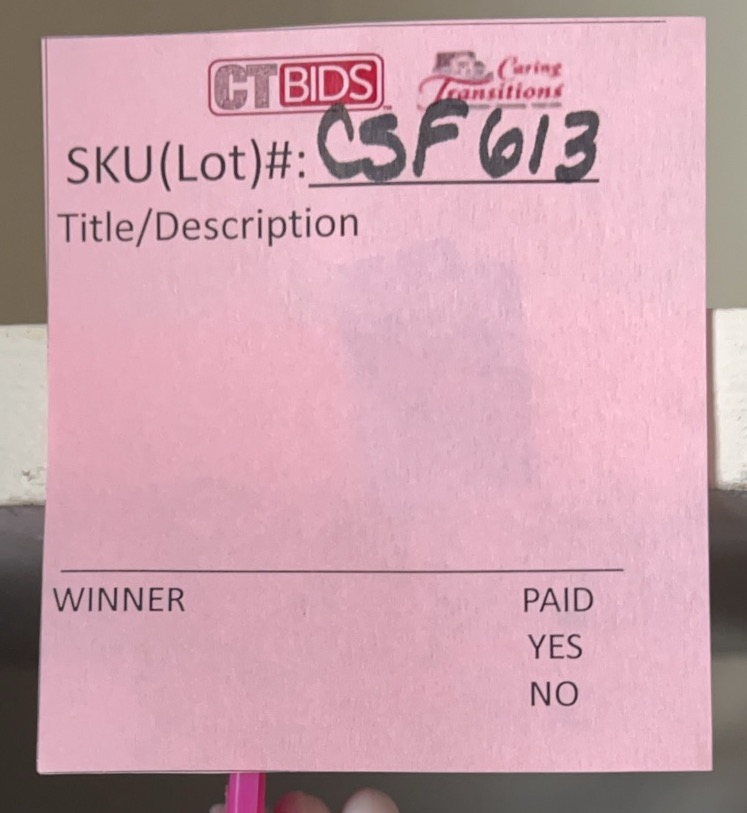 CTBIDS Caring
Transitions
SKU(Lot)#: CSF613
Title/Description
WINNER PAID
YES
NO